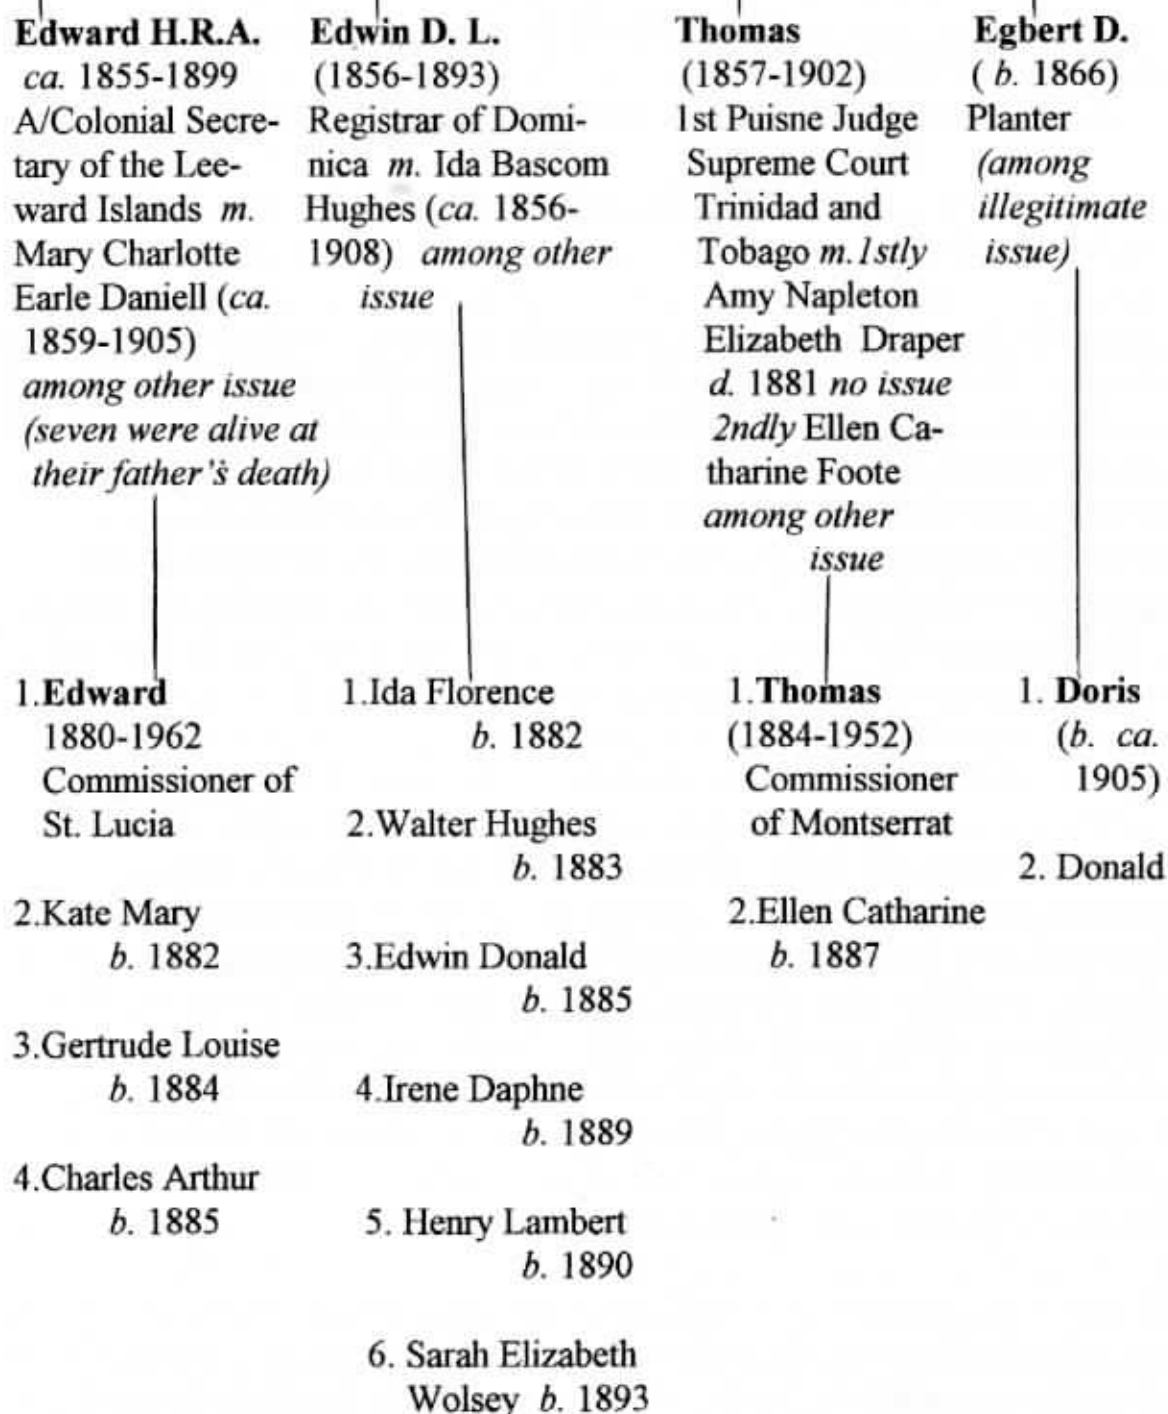 Edward H.R.A.
ca. 1855-1899
A/Colonial Secre-
tary of the Lee-
ward Islands m.
Mary Charlotte
Earle Daniell (ca.
1859-1905)
among other issue
(seven were alive at
their father's death)
1.Edward
1880-1962
Commissioner of
St. Lucia
2.Kate Mary
b. 1882
3.Gertrude Louise
b. 1884
4.Charles Arthur
b. 1885
Edwin D. L.
(1856-1893)
Registrar of Domi-
nica m. Ida Bascom
Hughes (ca. 1856-
1908) among other
issue
1.Ida Florence
b. 1882
2.Walter Hughes
b. 1883
3.Edwin Donald
b. 1885
4.Irene Daphne
b. 1889
5. Henry Lambert
b. 1890
6. Sarah Elizabeth
Wolsey b. 1893
Thomas
(1857-1902)
1st Puisne Judge
Supreme Court
Trinidad and
Tobago m.1stly
Amy Napleton
Elizabeth Draper
d. 1881 no issue
2ndly Ellen Ca-
tharine Foote
among other
issue
1.Thomas
(1884-1952)
Commissioner
of Montserrat
2.Ellen Catharine
b. 1887
Egbert D.
( b. 1866)
Planter
(among
illegitimate
issue)
1. Doris
(b. ca.
1905)
2. Donald